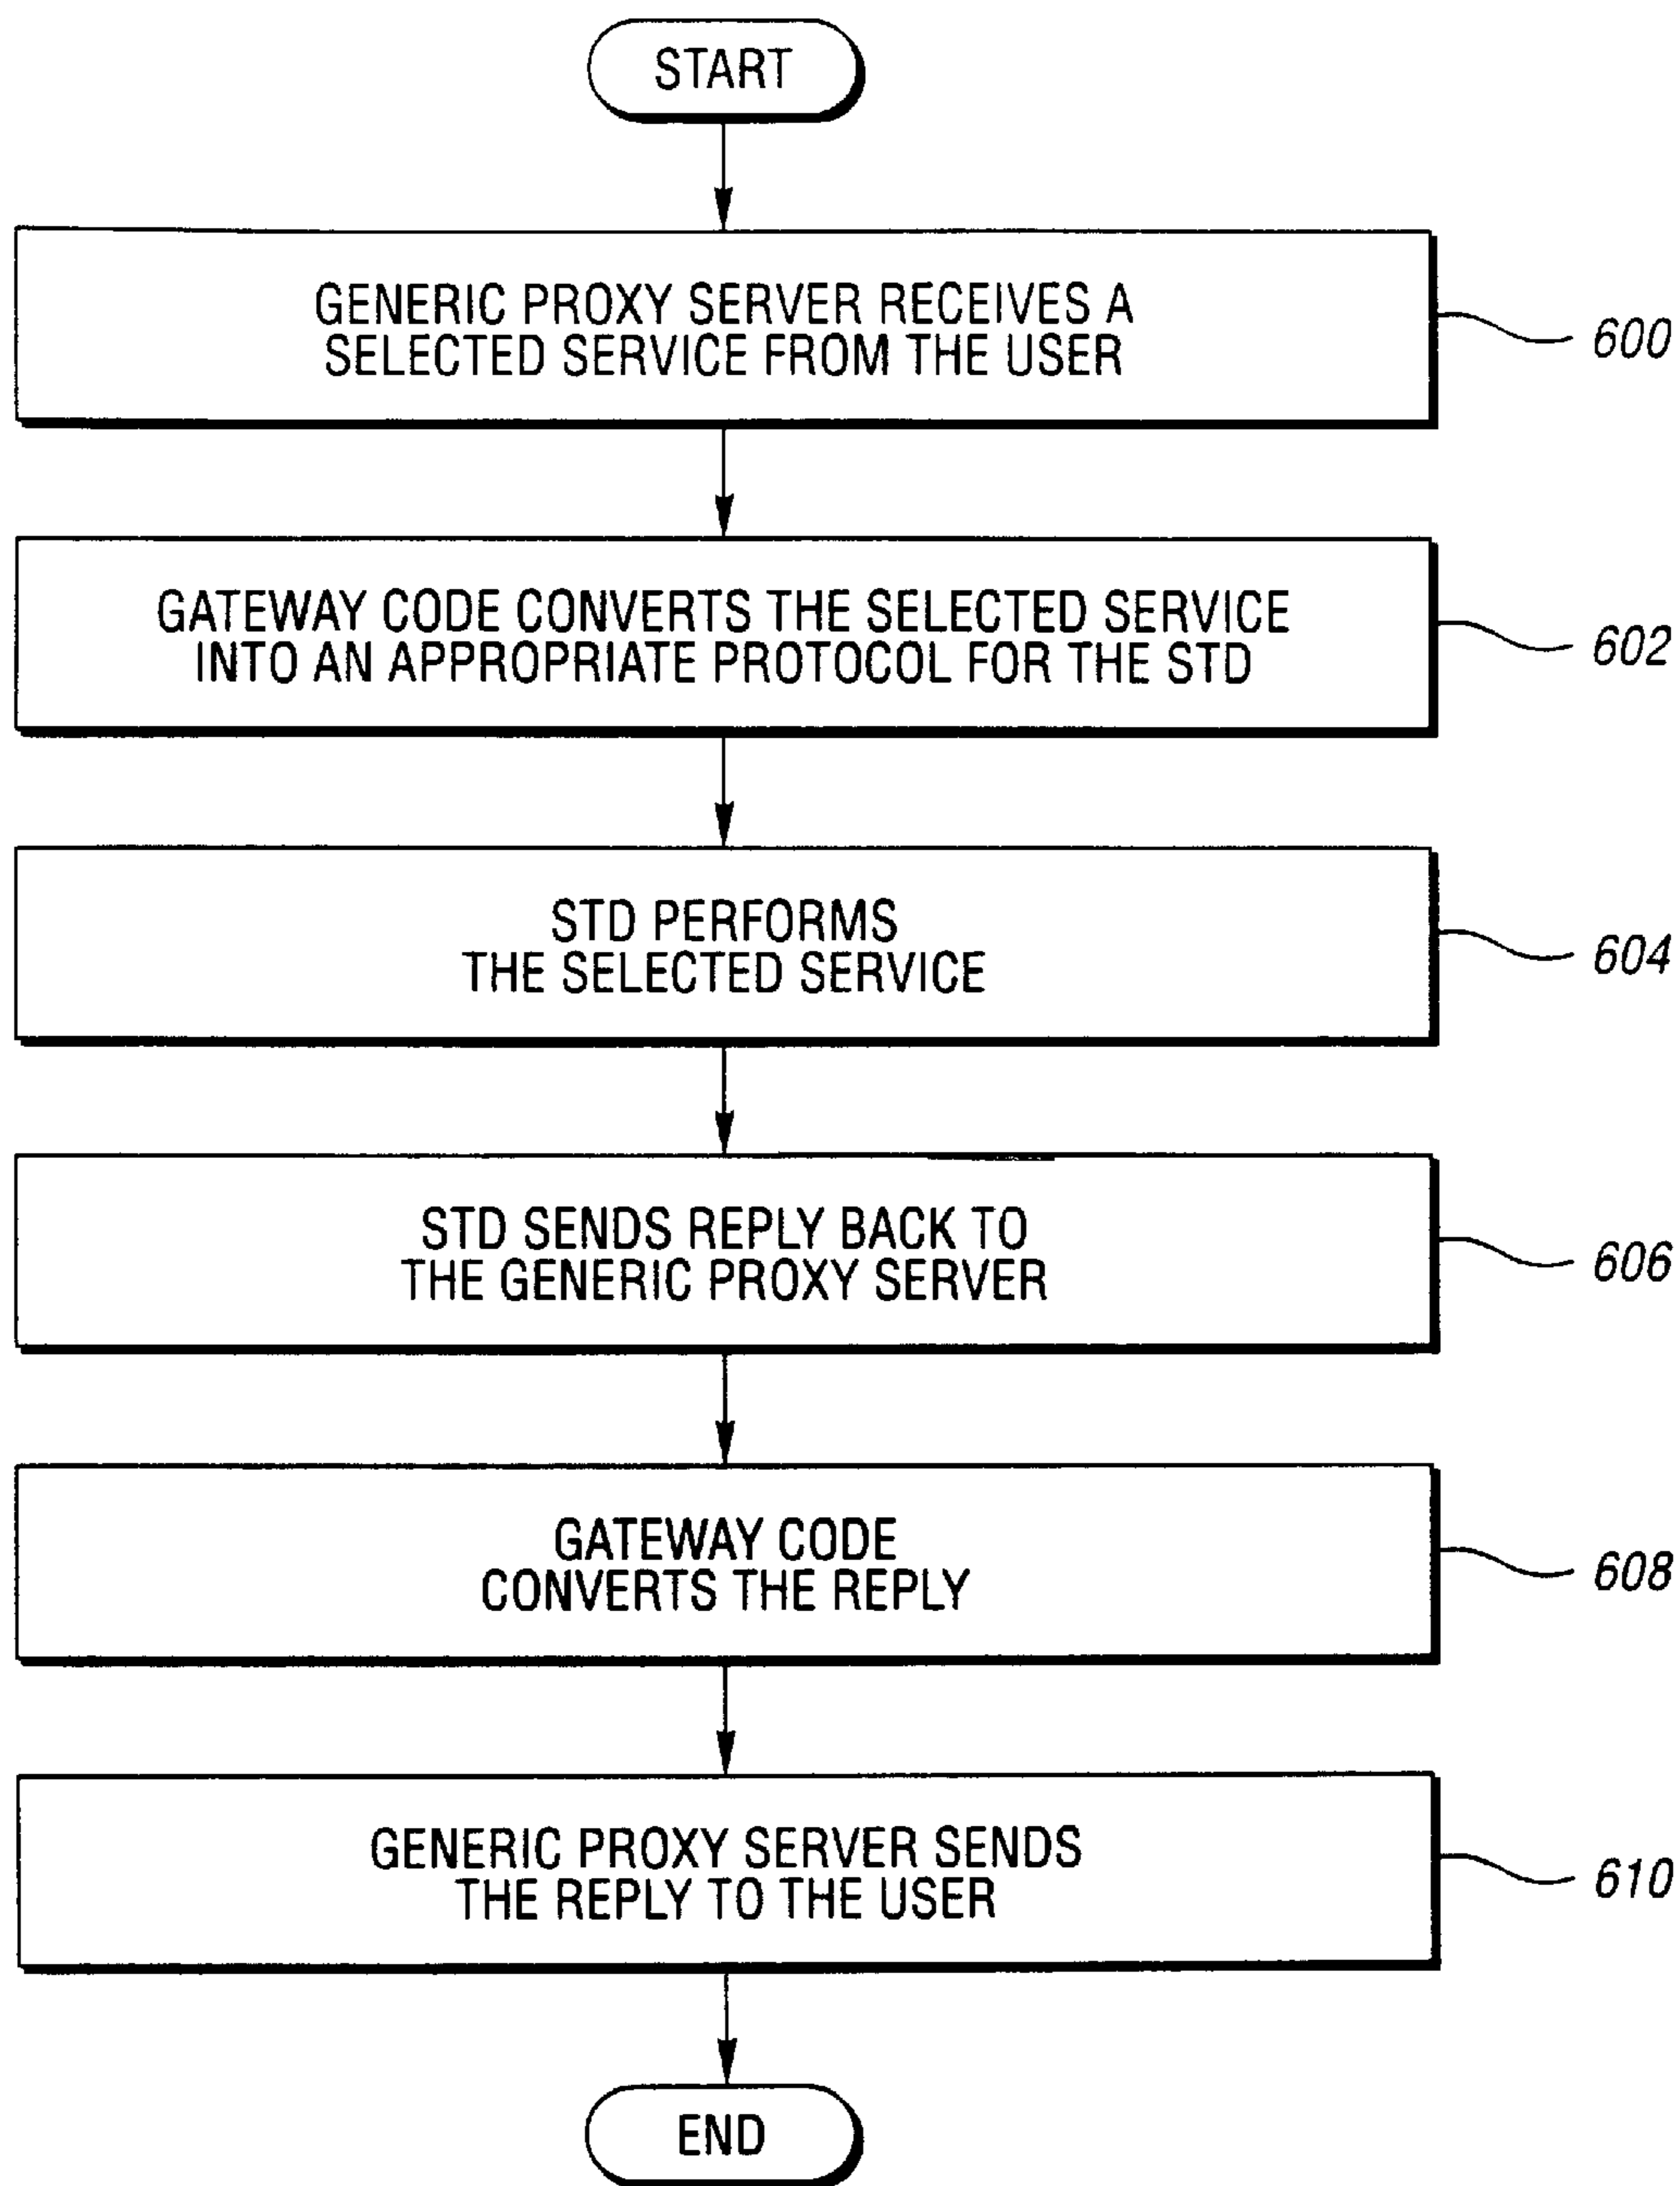 START
GENERIC PROXY SERVER RECEIVES A
SELECTED SERVICE FROM THE USER
600
GATEWAY CODE CONVERTS THE SELECTED SERVICE
INTO AN APPROPRIATE PROTOCOL FOR THE STD
602
STD PERFORMS
THE SELECTED SERVICE
604
STD SENDS REPLY BACK TO
THE GENERIC PROXY SERVER
606
GATEWAY CODE
CONVERTS THE REPLY
608
GENERIC PROXY SERVER SENDS
THE REPLY TO THE USER
610
END